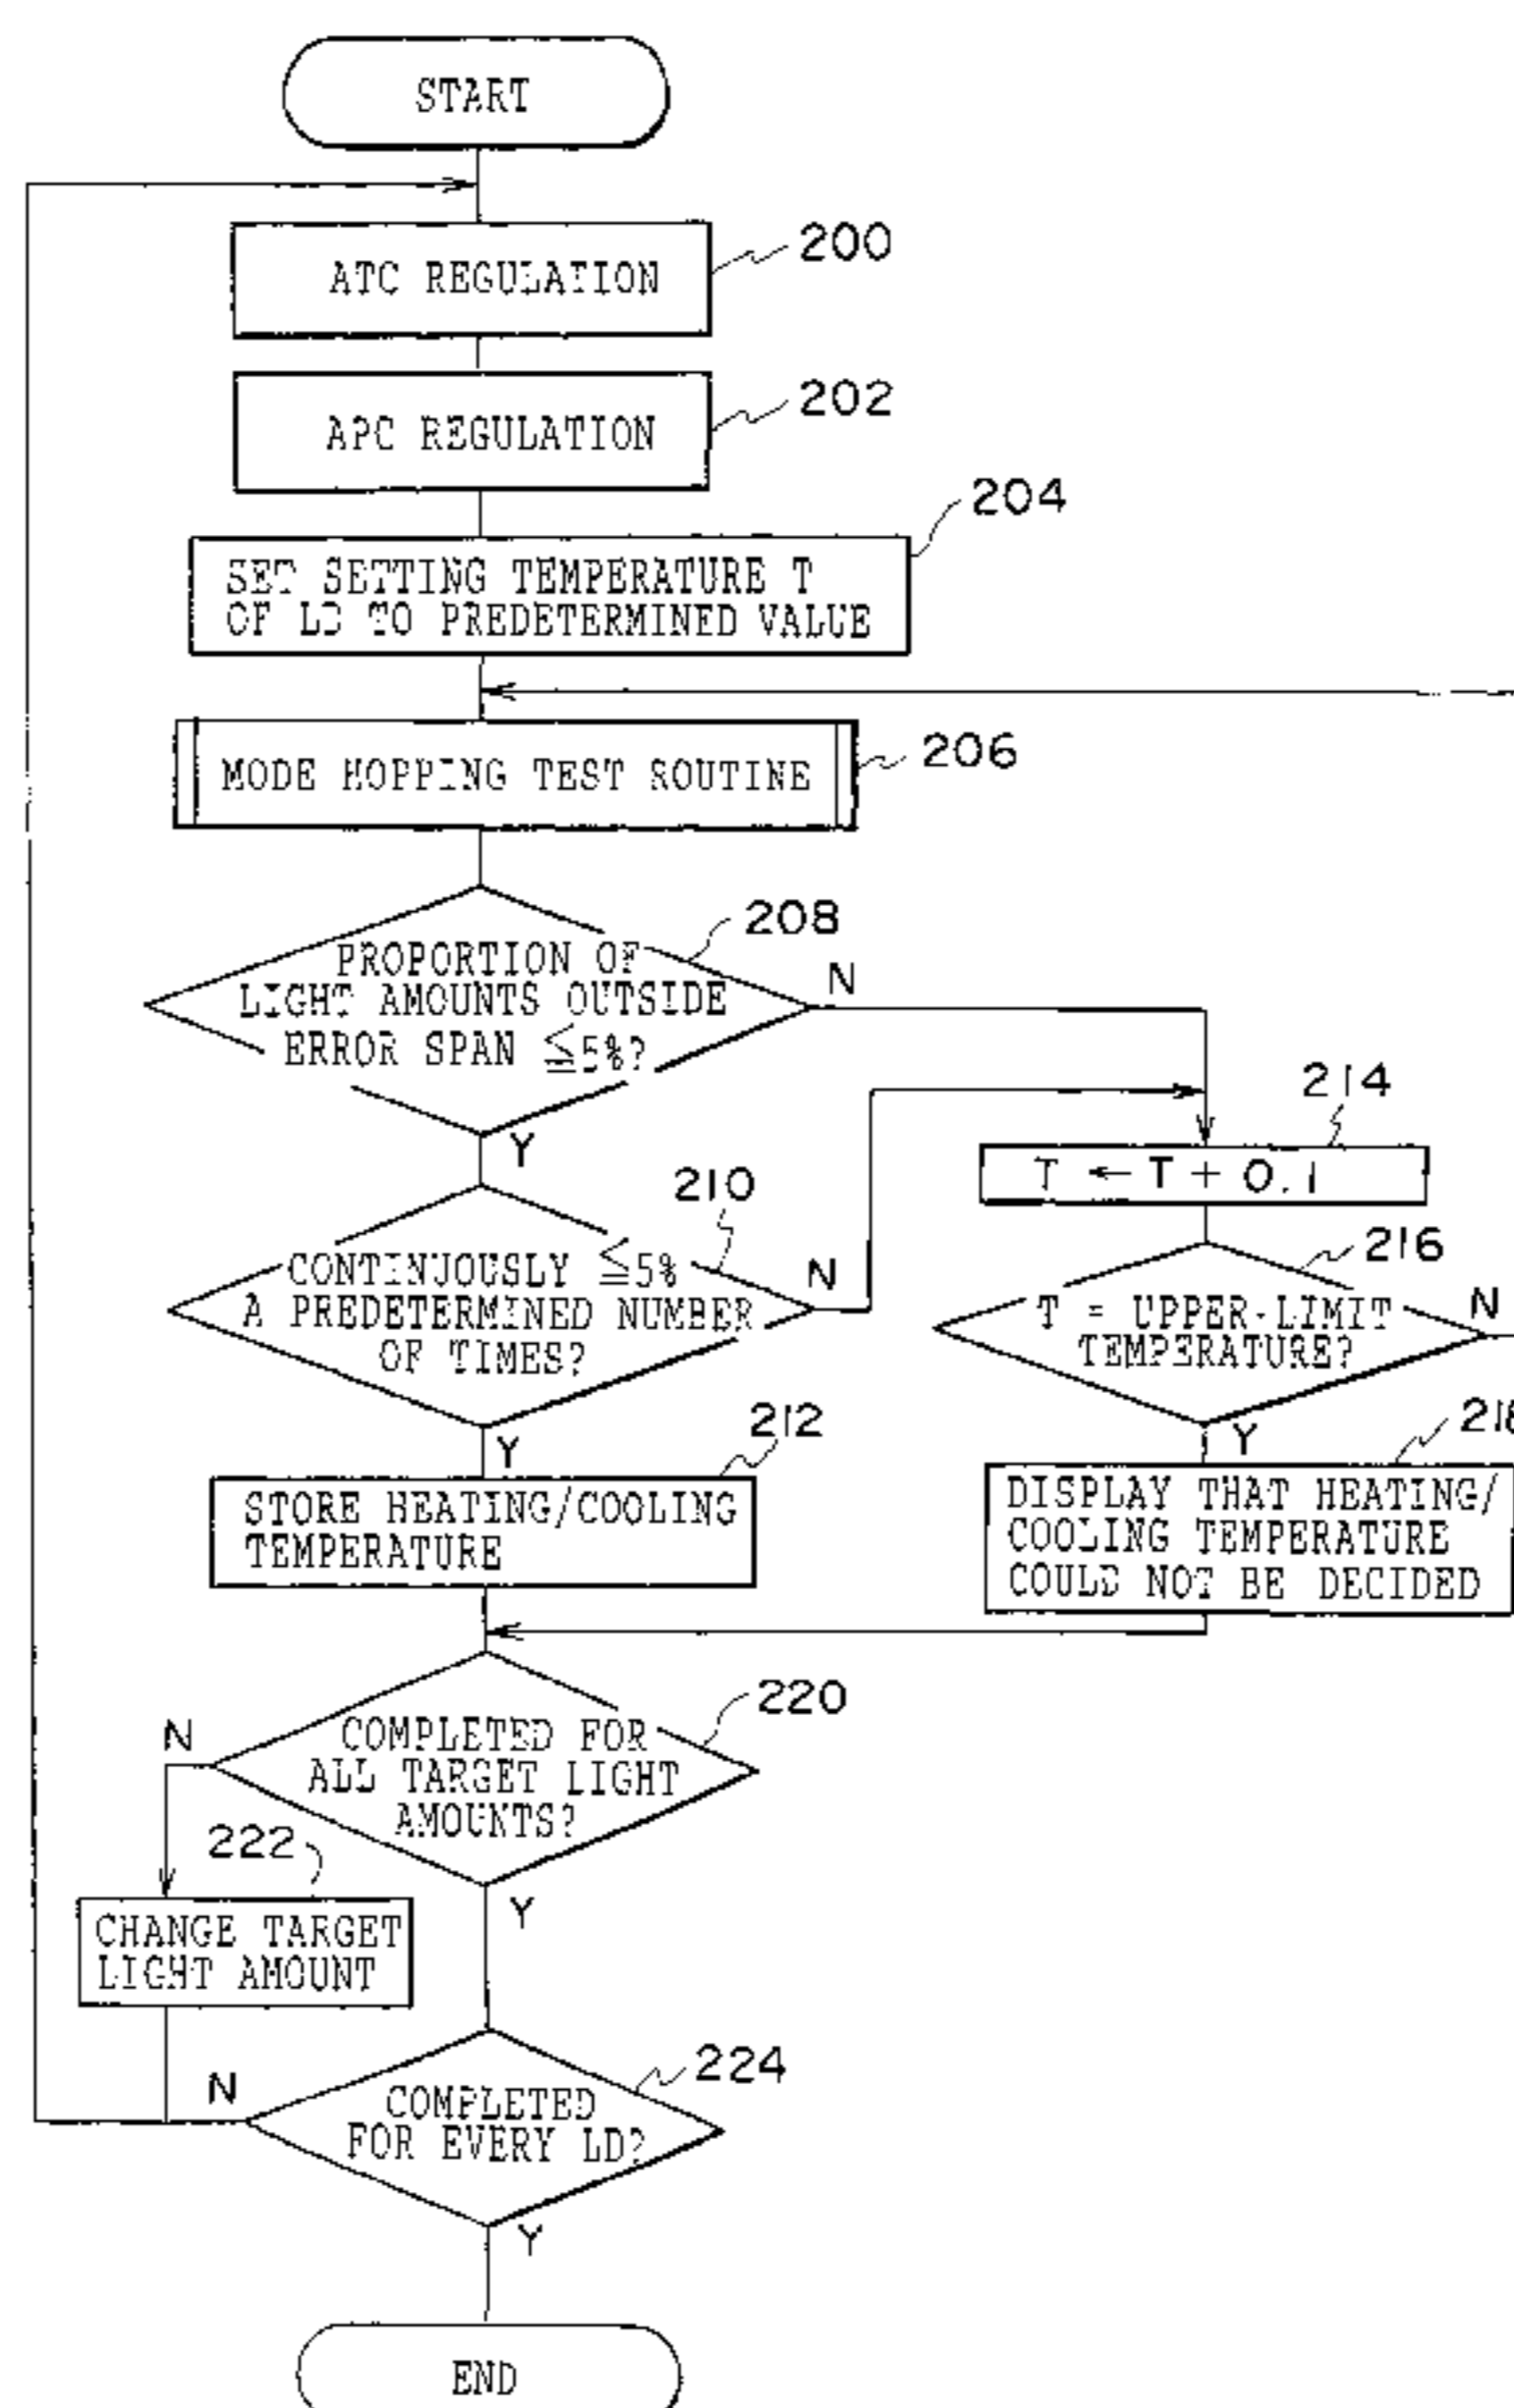 START
200
ATC REGULATION
202
APC REGULATION
204
SET SETTING TEMPERATURE T
OF LD TO PREDETERMINED VALUE
206
MODE HOPPING TEST ROUTINE
208
PROPORTION OF
LIGHT AMOUNTS OUTSIDE
ERROR SPAN ≦5%?
N
Y
210
CONTINUOUSLY ≦5%
A PREDETERMINED NUMBER
OF TIMES?
N
Y
212
STORE HEATING/COOLING
TEMPERATURE
214
T ← T + 0.1
216
T = UPPER-LIMIT
TEMPERATURE?
N
Y
218
DISPLAY THAT HEATING/
COOLING TEMPERATURE
COULD NOT BE DECIDED
220
COMPLETED FOR
ALL TARGET LIGHT
AMOUNTS?
N
Y
222
CHANGE TARGET
LIGHT AMOUNT
224
COMPLETED
FOR EVERY LD?
N
Y
END